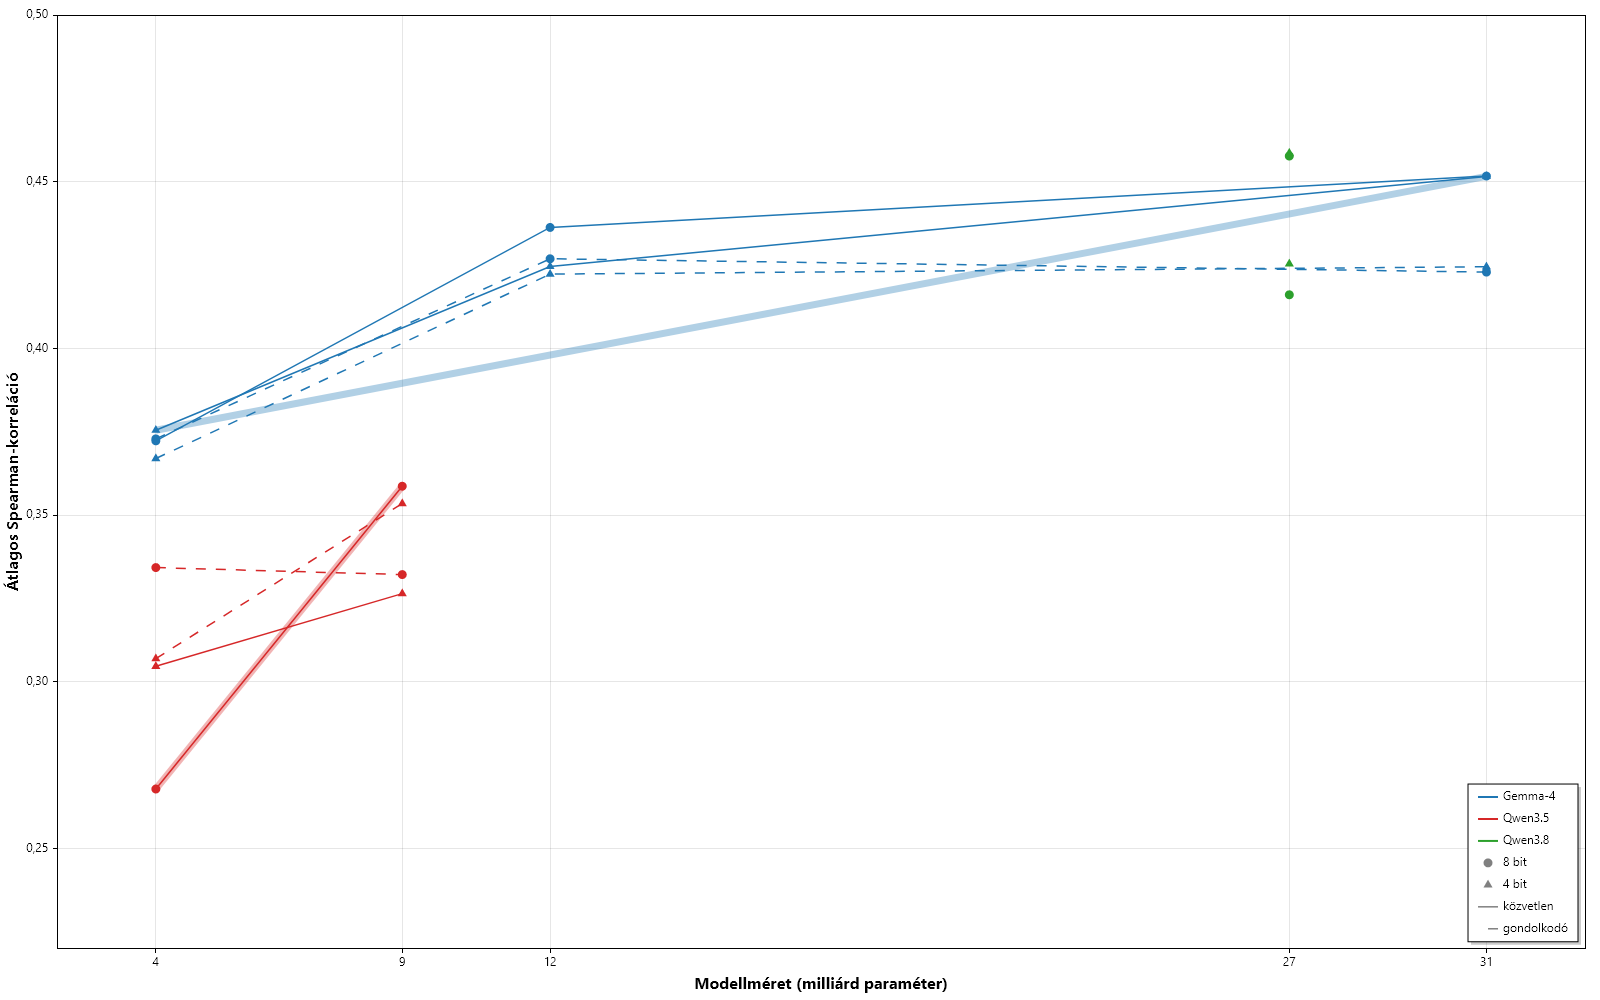 0,50
0,45
0,40
0,35
0,30
0,25
Átlagos Spearman-korreláció
4 9 12 27 31
Modellméret (milliárd paraméter)
Gemma-4
Qwen3.5
Qwen3.8
8 bit
4 bit
közvetlen
gondolkodó